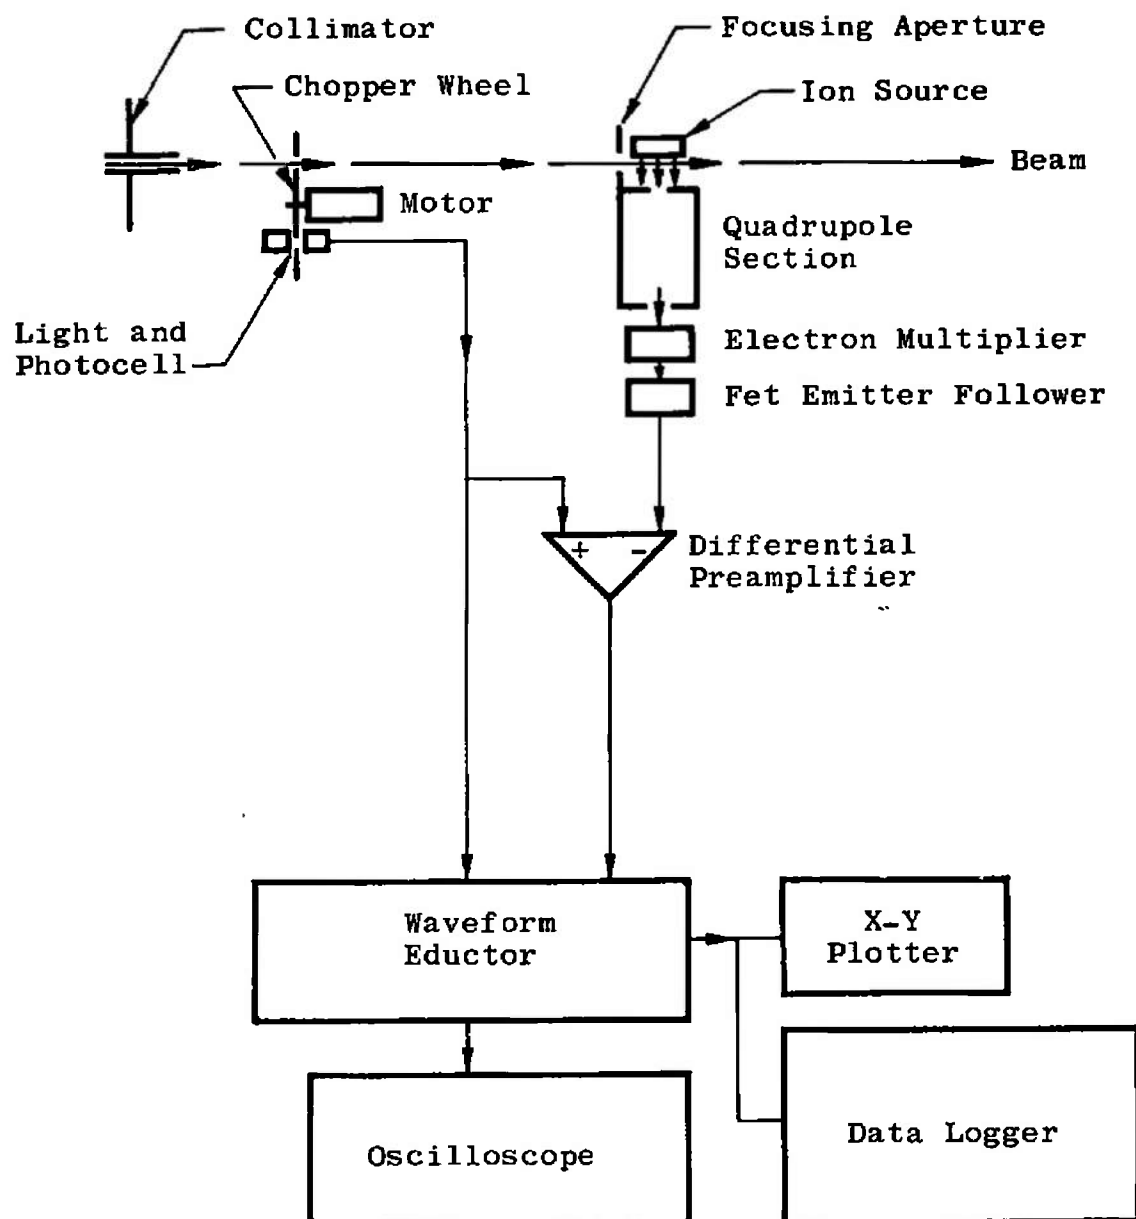 Collimator
Focusing Aperture
Chopper Wheel
Ion Source
Beam
Motor
Quadrupole
Section
Light and
Photocell
Electron Multiplier
Fet Emitter Follower
+ -
Differential
Preamplifier
Waveform
Eductor
X-Y
Plotter
Data Logger
Oscilloscope